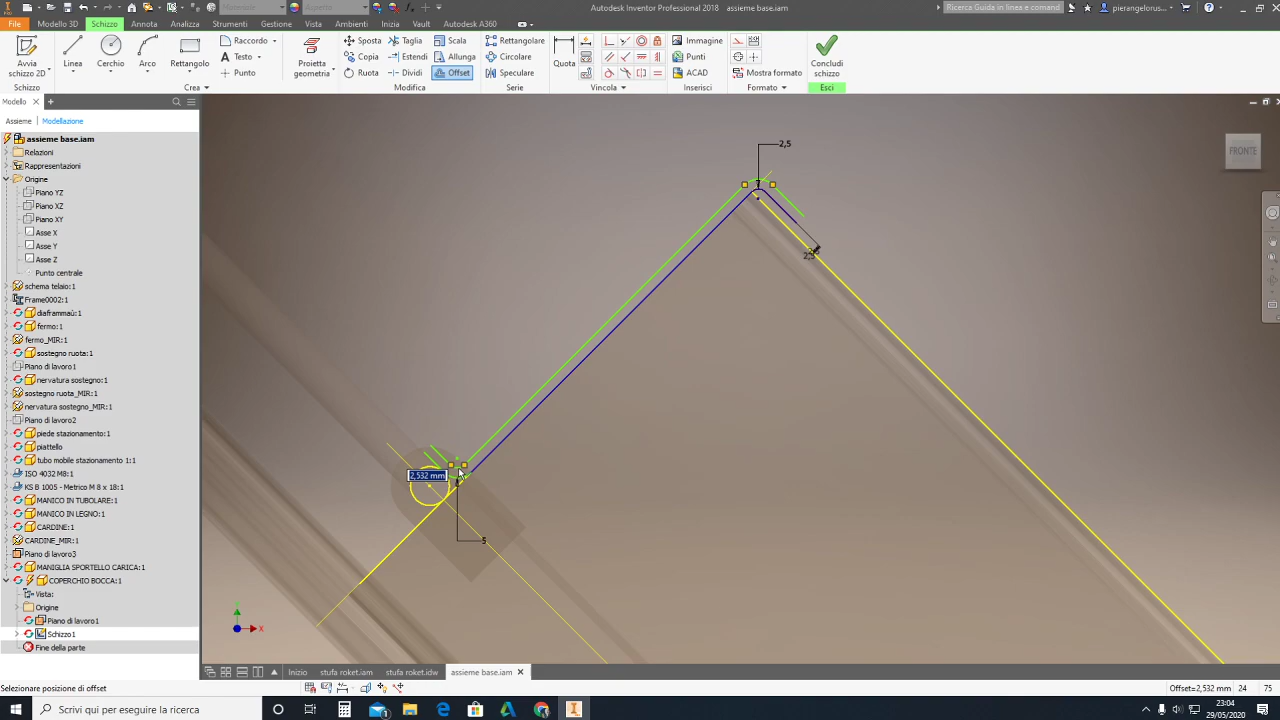 Materiale
Aspetto
Autodesk Inventor Professional 2018   assieme base.iam
Ricerca Guida in linea e comandi
pierangelorus...
File Modello 3D Schizzo Annota Analizza Strumenti Gestione Vista Ambienti Inizia Vault Autodesk A360
Avvia
schizzo 2D
Linea Cerchio Arco Rettangolo
Raccordo
Testo
Punto
Proietta
geometria
Sposta Taglia Scala
Copia Estendi Allunga
Ruota Dividi Offset
Rettangolare
Circolare
Speculare
Quota
Immagine
Punti
ACAD
Mostra formato
Concludi
schizzo
Schizzo Crea Modifica Serie Vincola Inserisci Formato Esci
Modello
Assieme Modellazione
assieme base.iam
Relazioni
Rappresentazioni
Origine
Piano YZ
Piano XZ
Piano XY
Asse X
Asse Y
Asse Z
Punto centrale
schema telaio:1
Frame0002:1
diaframmaù:1
fermo:1
fermo_MIR:1
sostegno ruota:1
Piano di lavoro1
nervatura sostegno:1
sostegno ruota_MIR:1
nervatura sostegno_MIR:1
Piano di lavoro2
piede stazionamento:1
piattello
tubo mobile stazionamento 1:1
ISO 4032 M8:1
KS B 1005 - Metrico M 8 x 18:1
MANICO IN TUBOLARE:1
MANICO IN LEGNO:1
CARDINE:1
CARDINE_MIR:1
Piano di lavoro3
MANIGLIA SPORTELLO CARICA:1
COPERCHIO BOCCA:1
Vista:
Origine
Piano di lavoro1
Schizzo1
Fine della parte
FRONTE
2,5
2,532 mm
5
X
Inizio stufa roket.iam stufa roket.idw assieme base.iam
Selezionare posizione di offset
Offset=2,532 mm 24 75
Scrivi qui per eseguire la ricerca
23:04
29/05/2020